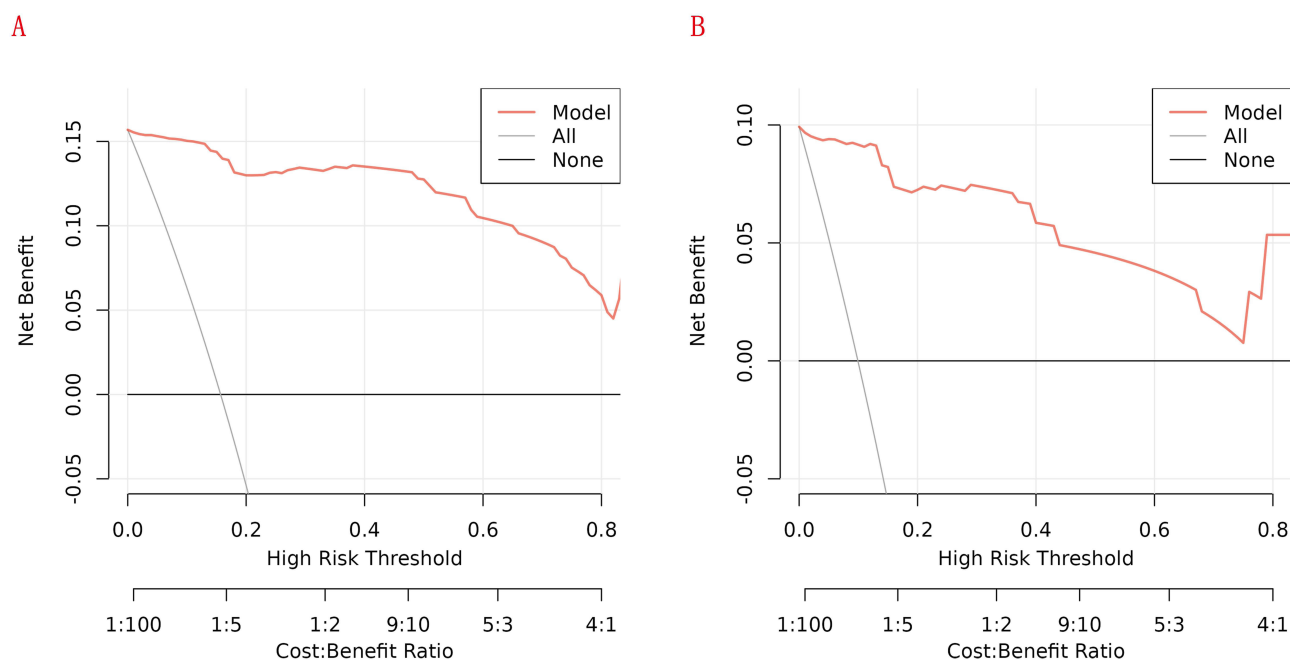 A
Model
All
None
Net Benefit
0.15
0.10
0.05
0.00
-0.05
0.0 0.2 0.4 0.6 0.8
High Risk Threshold
1:100 1:5 1:2 9:10 5:3 4:1
Cost:Benefit Ratio
B
Model
All
None
Net Benefit
0.10
0.05
0.00
-0.05
0.0 0.2 0.4 0.6 0.8
High Risk Threshold
1:100 1:5 1:2 9:10 5:3 4:1
Cost:Benefit Ratio